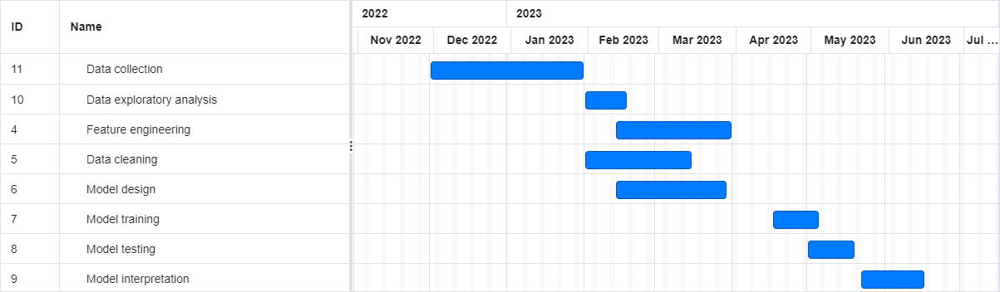 ID Name 2022 2023
Nov 2022 Dec 2022 Jan 2023 Feb 2023 Mar 2023 Apr 2023 May 2023 Jun 2023 Jul ...
11 Data collection
10 Data exploratory analysis
4 Feature engineering
5 Data cleaning
6 Model design
7 Model training
8 Model testing
9 Model interpretation